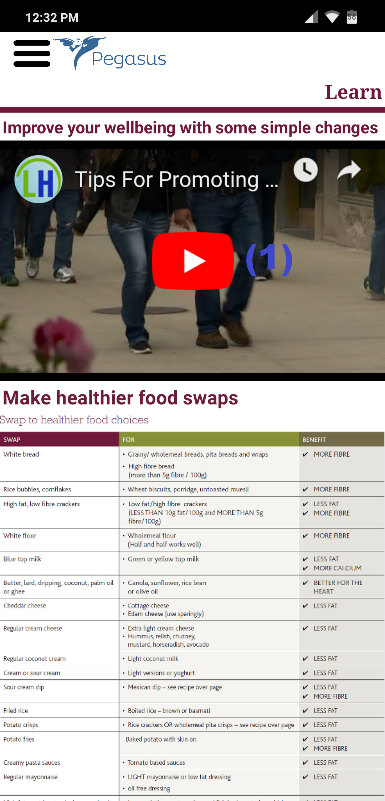 12:32 PM
Pegasus
Learn
Improve your wellbeing with some simple changes
LH
Tips For Promoting ...
(1)
Make healthier food swaps
Swap to healthier food choices
SWAP FOR BENEFIT
White bread • Grainy/ wholemeal breads, pita breads and wraps ✔ MORE FIBRE
• High fibre bread
(more than 5g fibre / 100g)
Rice bubbles, cornflakes • Wheat biscuits, porridge, untoasted muesli ✔ MORE FIBRE
High fat, low fibre crackers • Low fat/high fibre crackers ✔ LESS FAT
(LESS THAN 10g fat/100g and MORE THAN 5g ✔ MORE FIBRE
fibre/100g)
White flour • Wholemeal flour ✔ MORE FIBRE
(Half and half works well)
Blue top milk • Green or yellow top milk ✔ LESS FAT
✔ MORE CALCIUM
Butter, lard, dripping, coconut, palm oil • Canola, sunflower, rice bran ✔ BETTER FOR THE
or ghee or olive oil HEART
Cheddar cheese • Cottage cheese ✔ LESS FAT
• Edam cheese (use sparingly)
Regular cream cheese • Extra light cream cheese ✔ LESS FAT
• Hummus, relish, chutney,
mustard, horseradish, avocado
Regular coconut cream • Light coconut milk ✔ LESS FAT
Cream or sour cream • Light versions or yoghurt ✔ LESS FAT
Sour cream dip • Mexican dip – see recipe over page ✔ LESS FAT
✔ MORE FIBRE
Fried rice • Boiled rice – brown or basmati ✔ LESS FAT
Potato crisps • Rice crackers OR wholemeal pita crisps – see recipe over page ✔ LESS FAT
Potato fries Baked potato with skin on ✔ LESS FAT
✔ MORE FIBRE
Creamy pasta sauces • Tomato based sauces ✔ LESS FAT
Regular mayonnaise • LIGHT mayonnaise or low fat dressing ✔ LESS FAT
• oil free dressing